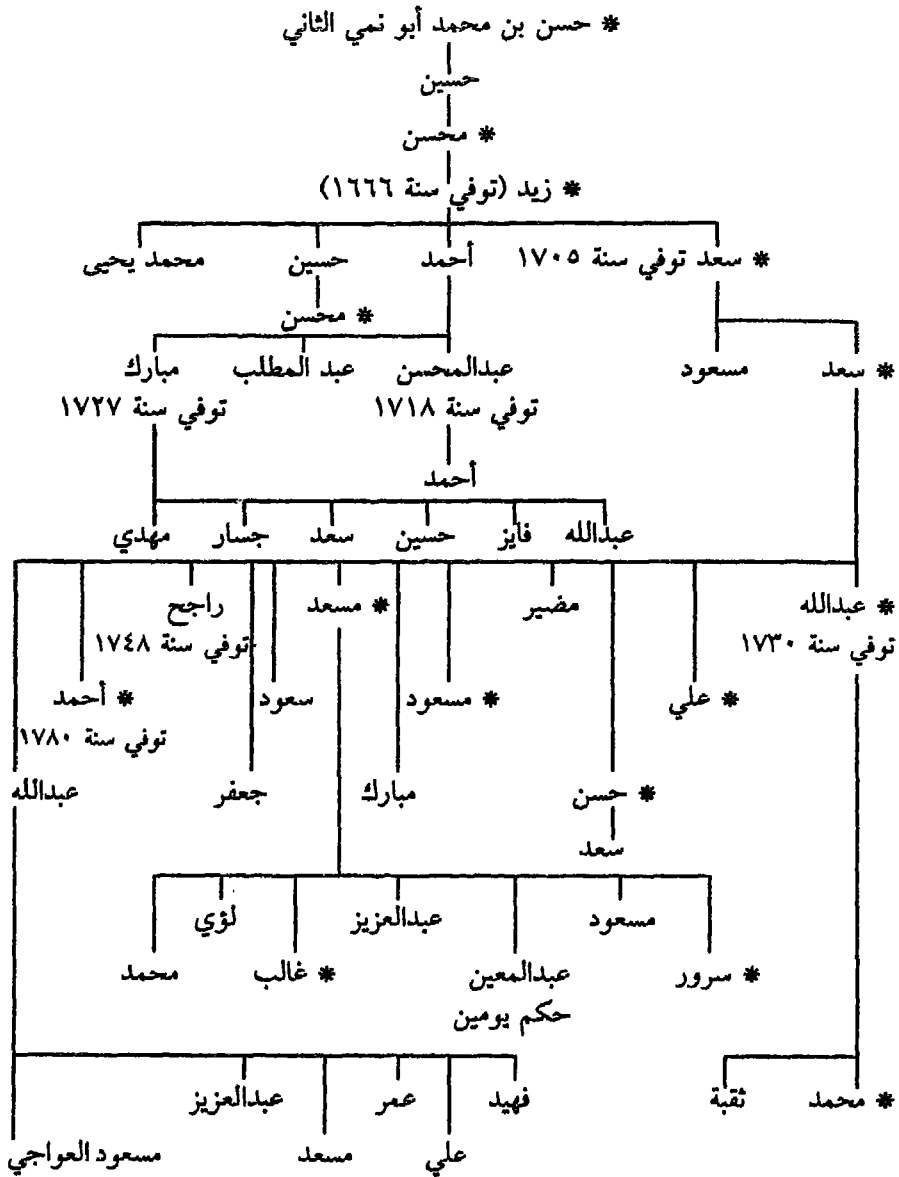 * حسن بن محمد أبو نمي الثاني
حسين
* محسن
* زيد (توفي سنة ١٦٦٦)
* سعد توفي سنة ١٧٠٥ أحمد حسين محمد يحيى
* محسن
* سعد مسعود عبدالمحسن عبد المطلب مبارك
توفي سنة ١٧١٨ توفي سنة ١٧٢٧
أحمد
عبدالله فايز حسين سعد جسار مهدي
* عبدالله مضير * مسعد راجح
توفي سنة ١٧٣٠ توفي سنة ١٧٤٨
* علي * مسعود سعود * أحمد
توفي سنة ١٧٨٠
* حسن مبارك جعفر عبدالله
سعد
مسعود عبدالعزيز لؤي
* سرور عبدالمعين * غالب محمد
حكم يومين
* محمد ثقبة فهيد عمر عبدالعزيز
علي مسعد مسعود العواجي